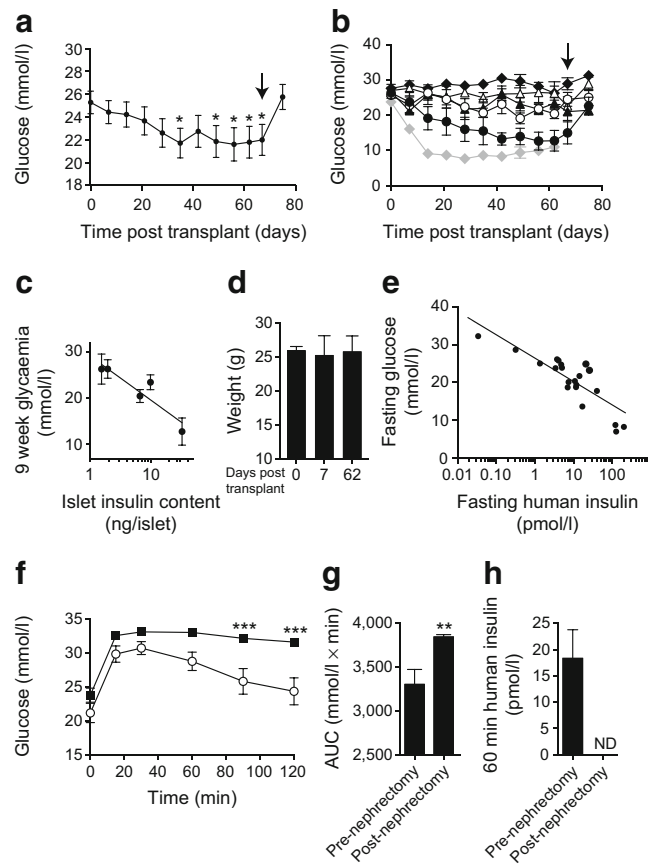 a
Glucose (mmol/l)
30
28
26
24
22
20
18
* * * * *
0 20 40 60 80
Time post transplant (days)
b
Glucose (mmol/l)
40
30
20
10
0
0 20 40 60 80
Time post transplant (days)
c
9 week glycaemia
(mmol/l)
30
20
10
1 10
Islet insulin content
(ng/islet)
d
Weight (g)
35
30
25
20
15
10
Days post
transplant
0 7 62
e
Fasting glucose
(mmol/l)
40
30
20
10
0
0.01 0.1 1 10 100
Fasting human insulin
(pmol/l)
f
Glucose (mmol/l)
35
30
25
20
15
*** ***
0 20 40 60 80 100 120
Time (min)
g
AUC (mmol/l × min)
4,000
3,500
3,000
2,500
**
Pre-nephrectomy
Post-nephrectomy
h
60 min human insulin
(pmol/l)
25
20
15
10
5
0
ND
Pre-nephrectomy
Post-nephrectomy